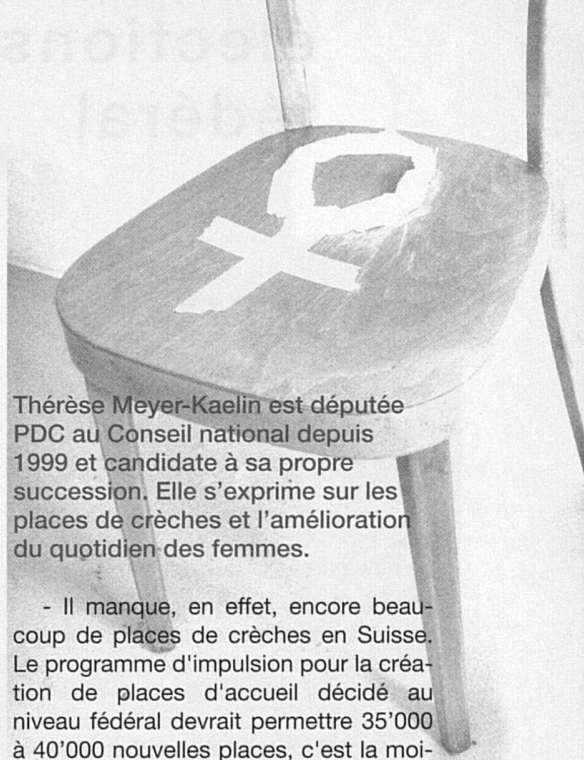 Thérèse Meyer-Kaelin est députée
PDC au Conseil national depuis
1999 et candidate à sa propre
succession. Elle s'exprime sur les
places de crèches et l'amélioration
du quotidien des femmes.
- Il manque, en effet, encore beau-
coup de places de crèches en Suisse.
Le programme d'impulsion pour la créa-
tion de places d'accueil décidé au
niveau fédéral devrait permettre 35'000
à 40'000 nouvelles places, c'est la moi-